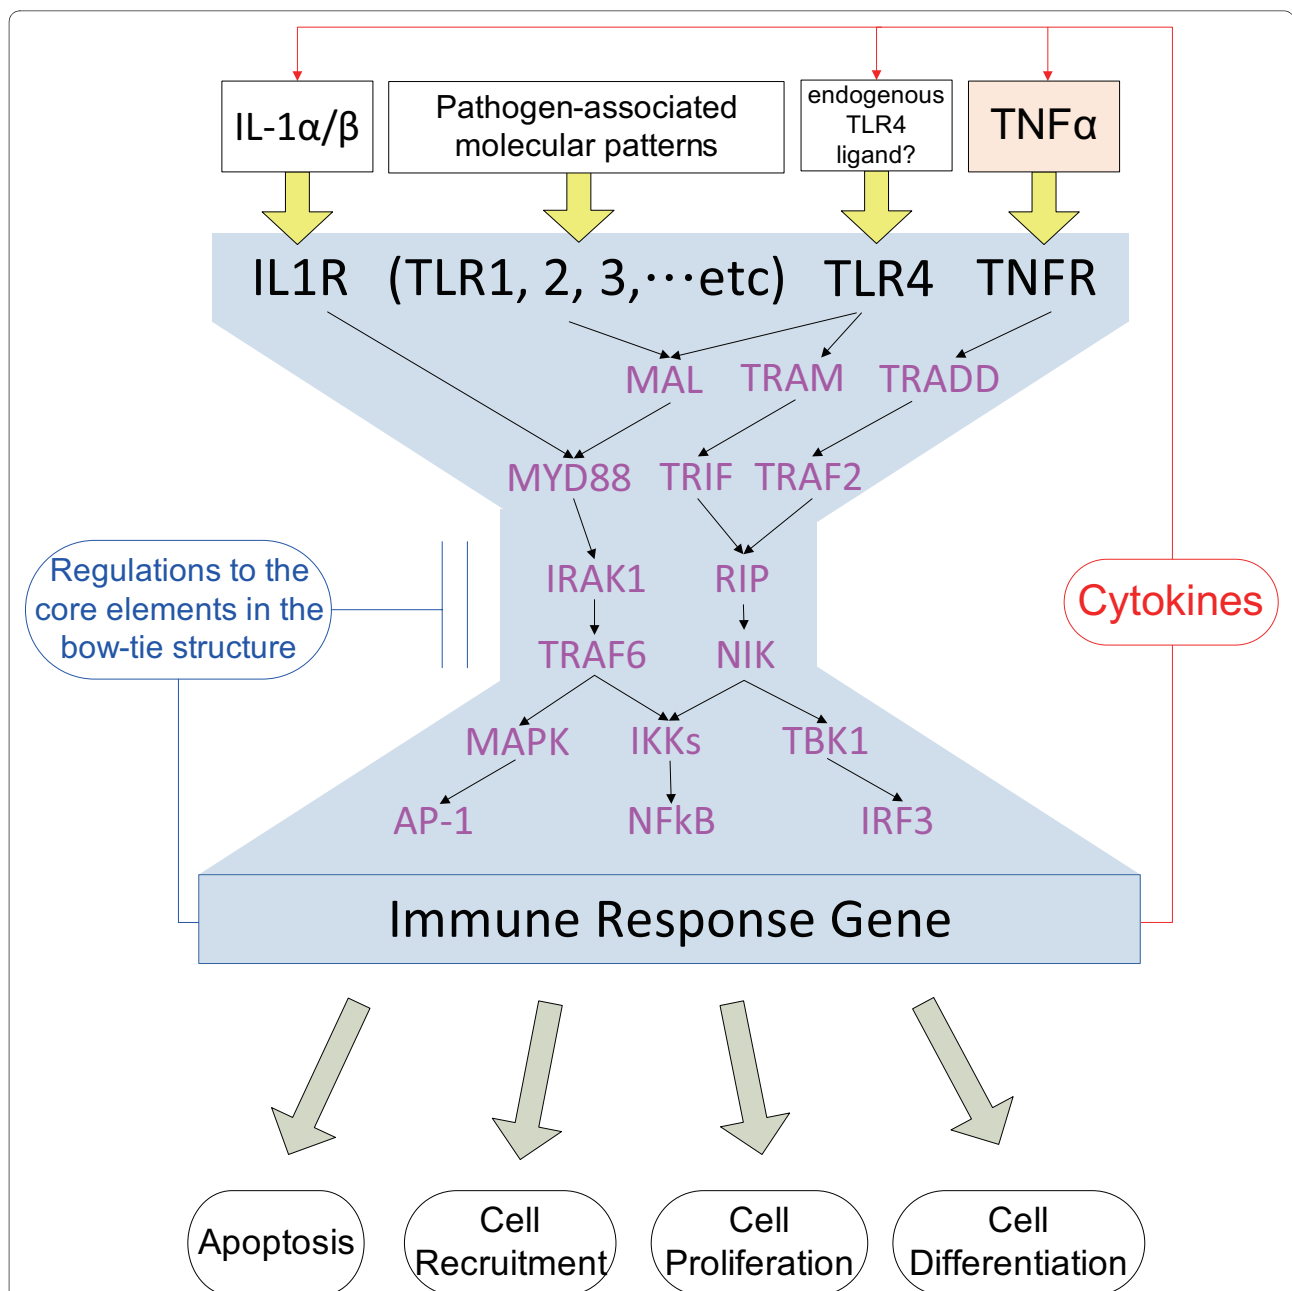 IL-1α/β
Pathogen-associated
molecular patterns
endogenous
TLR4
ligand?
TNFα
IL1R (TLR1, 2, 3,⋯etc) TLR4 TNFR
MAL TRAM TRADD
MYD88 TRIF TRAF2
Regulations to the
core elements in the
bow-tie structure
IRAK1 RIP
Cytokines
TRAF6 NIK
MAPK IKKs TBK1
AP-1 NFkB IRF3
Immune Response Gene
Apoptosis
Cell
Recruitment
Cell
Proliferation
Cell
Differentiation